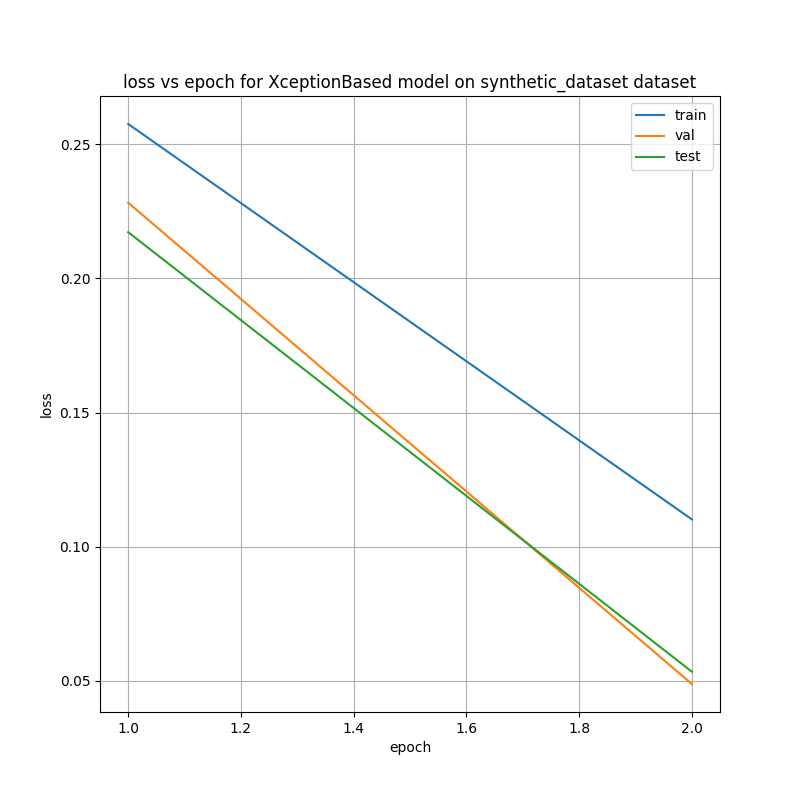 loss vs epoch for XceptionBased model on synthetic_dataset dataset
train
val
test
0.25
0.20
0.15
0.10
0.05
loss
1.0 1.2 1.4 1.6 1.8 2.0
epoch